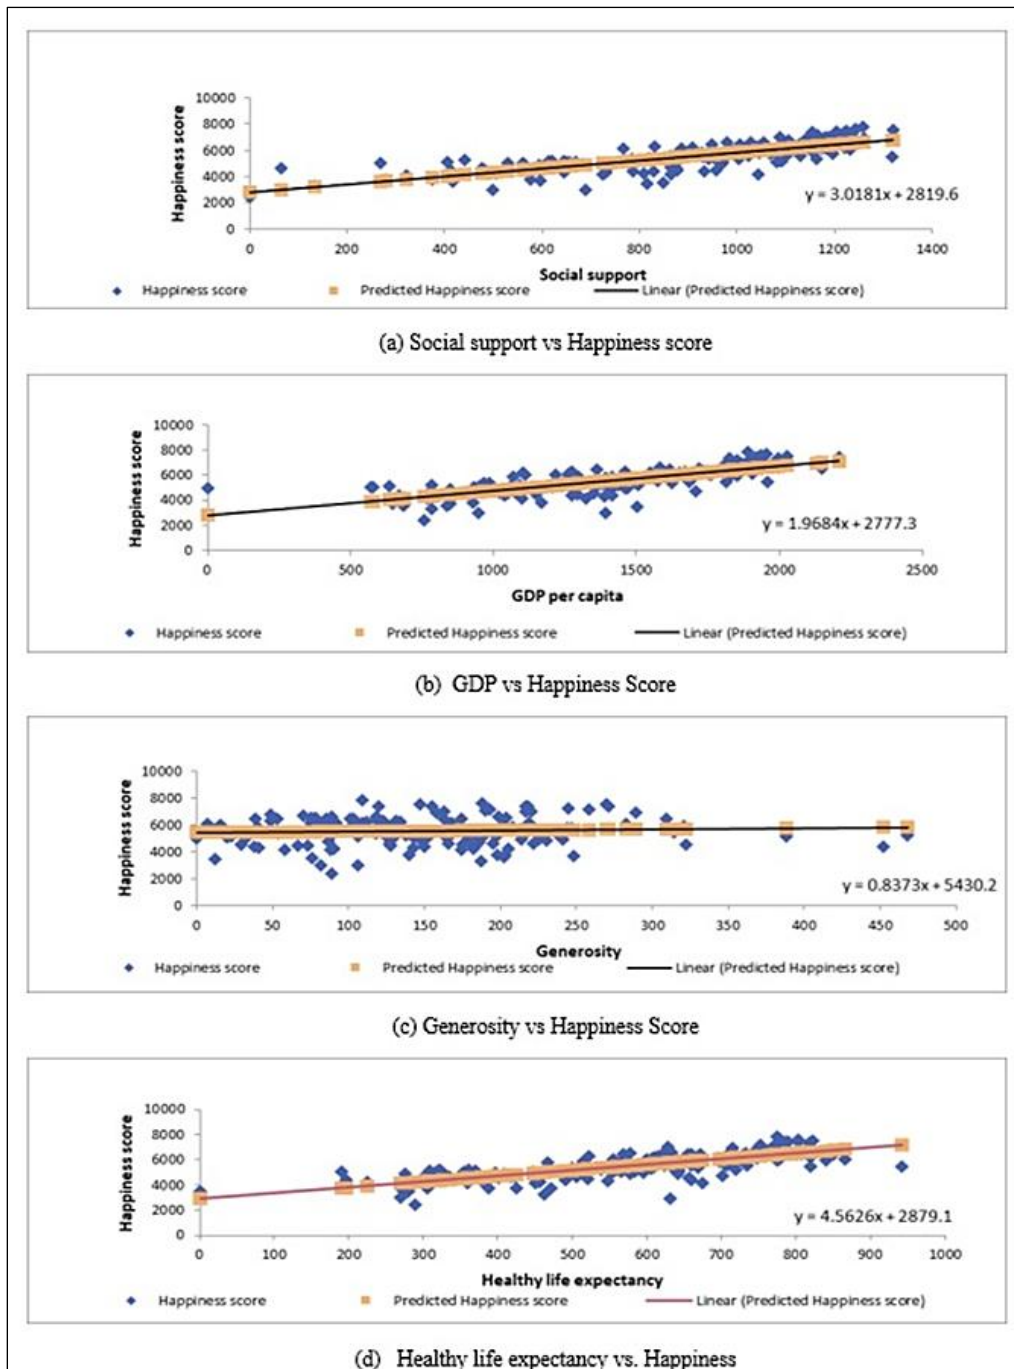 Happiness score
10000
8000
6000
4000
2000
0
y = 3.0181x + 2819.6
0 200 400 600 800 1000 1200 1400
Social support
Happiness score Predicted Happiness score Linear (Predicted Happiness score)
(a) Social support vs Happiness score
Happiness score
10000
8000
6000
4000
2000
0
y = 1.9684x + 2777.3
0 500 1000 1500 2000 2500
GDP per capita
Happiness score Predicted Happiness score Linear (Predicted Happiness score)
(b) GDP vs Happiness Score
Happiness score
10000
8000
6000
4000
2000
0
y = 0.8373x + 5430.2
0 50 100 150 200 250 300 350 400 450 500
Generosity
Happiness score Predicted Happiness score Linear (Predicted Happiness score)
(c) Generosity vs Happiness Score
Happiness score
10000
8000
6000
4000
2000
0
y = 4.5626x + 2879.1
0 100 200 300 400 500 600 700 800 900 1000
Healthy life expectancy
Happiness score Predicted Happiness score Linear (Predicted Happiness score)
(d) Healthy life expectancy vs. Happiness